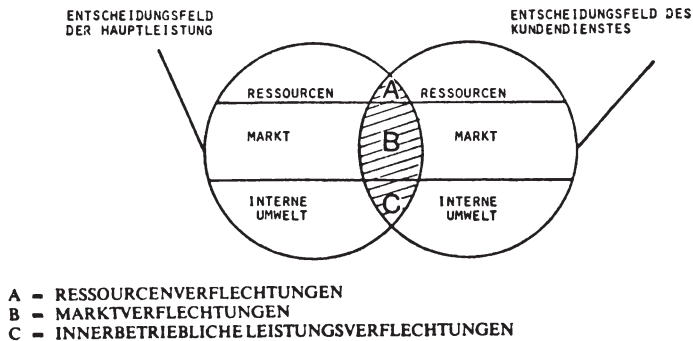 ENTSCHEIDUNGSFELD
DER HAUPTLEISTUNG
ENTSCHEIDUNGSFELD DES
KUNDENDIENSTES
RESSOURCEN A RESSOURCEN
MARKT B MARKT
INTERNE
UMWELT
C
INTERNE
UMWELT
A – RESSOURCENVERFLECHTUNGEN
B – MARKTVERFLECHTUNGEN
C – INNERBETRIEBLICHE LEISTUNGSVERFLECHTUNGEN